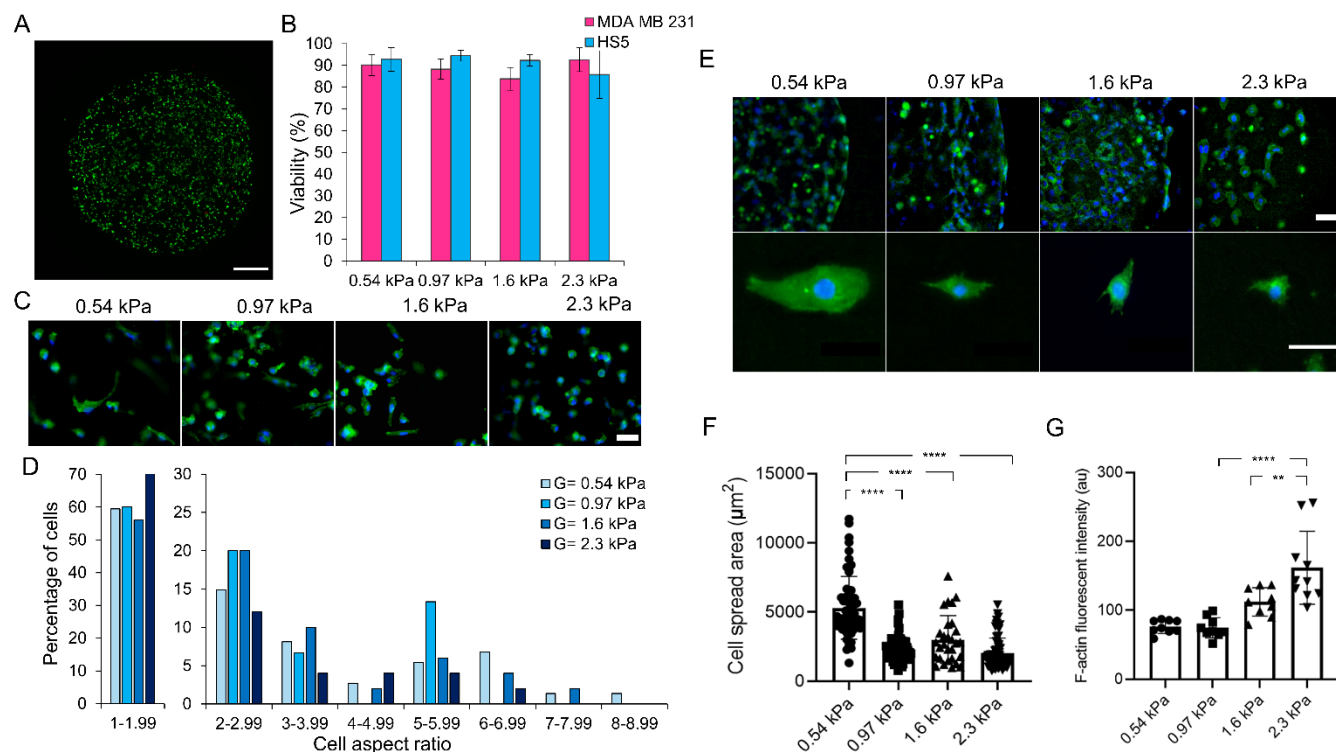 A
B
MDA MB 231
HS5
100
90
80
70
60
50
40
30
20
10
0
Viability (%)
0.54 kPa 0.97 kPa 1.6 kPa 2.3 kPa
C
0.54 kPa 0.97 kPa 1.6 kPa 2.3 kPa
D
70
60
50
40
30
20
10
0
Percentage of cells
30
25
20
15
10
5
0
G= 0.54 kPa
G= 0.97 kPa
G= 1.6 kPa
G= 2.3 kPa
1-1.99 2-2.99 3-3.99 4-4.99 5-5.99 6-6.99 7-7.99 8-8.99
Cell aspect ratio
E
0.54 kPa 0.97 kPa 1.6 kPa 2.3 kPa
F
****
****
****
15000
10000
5000
0
Cell spread area (µm²)
0.54 kPa 0.97 kPa 1.6 kPa 2.3 kPa
G
****
**
300
200
100
0
F-actin fluorescent intensity (au)
0.54 kPa 0.97 kPa 1.6 kPa 2.3 kPa